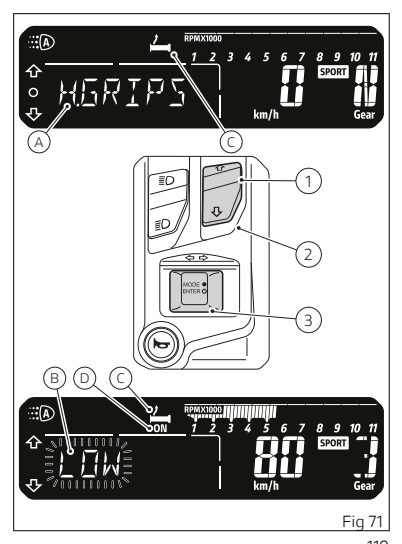 A
RPMX1000
1 2 3 4 5 6 7 8 9 10 11
H.GRIPS
0
SPORT
N
km/h
Gear
A
C
1
2
MODE
ENTER
3
B
D
C
A
RPMX1000
ON
1 2 3 4 5 6 7 8 9 10 11
LOW
80
SPORT
3
km/h
Gear
Fig 71